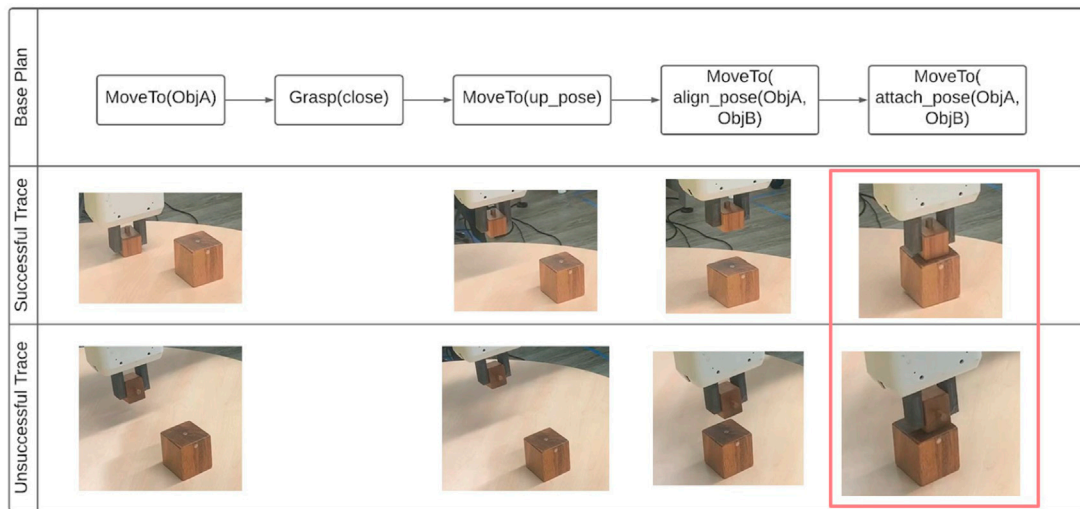 Base Plan
MoveTo(ObjA)
Grasp(close)
MoveTo(up_pose)
MoveTo(
align_pose(ObjA,
ObjB)
MoveTo(
attach_pose(ObjA,
ObjB)
Successful Trace
Unsuccessful Trace